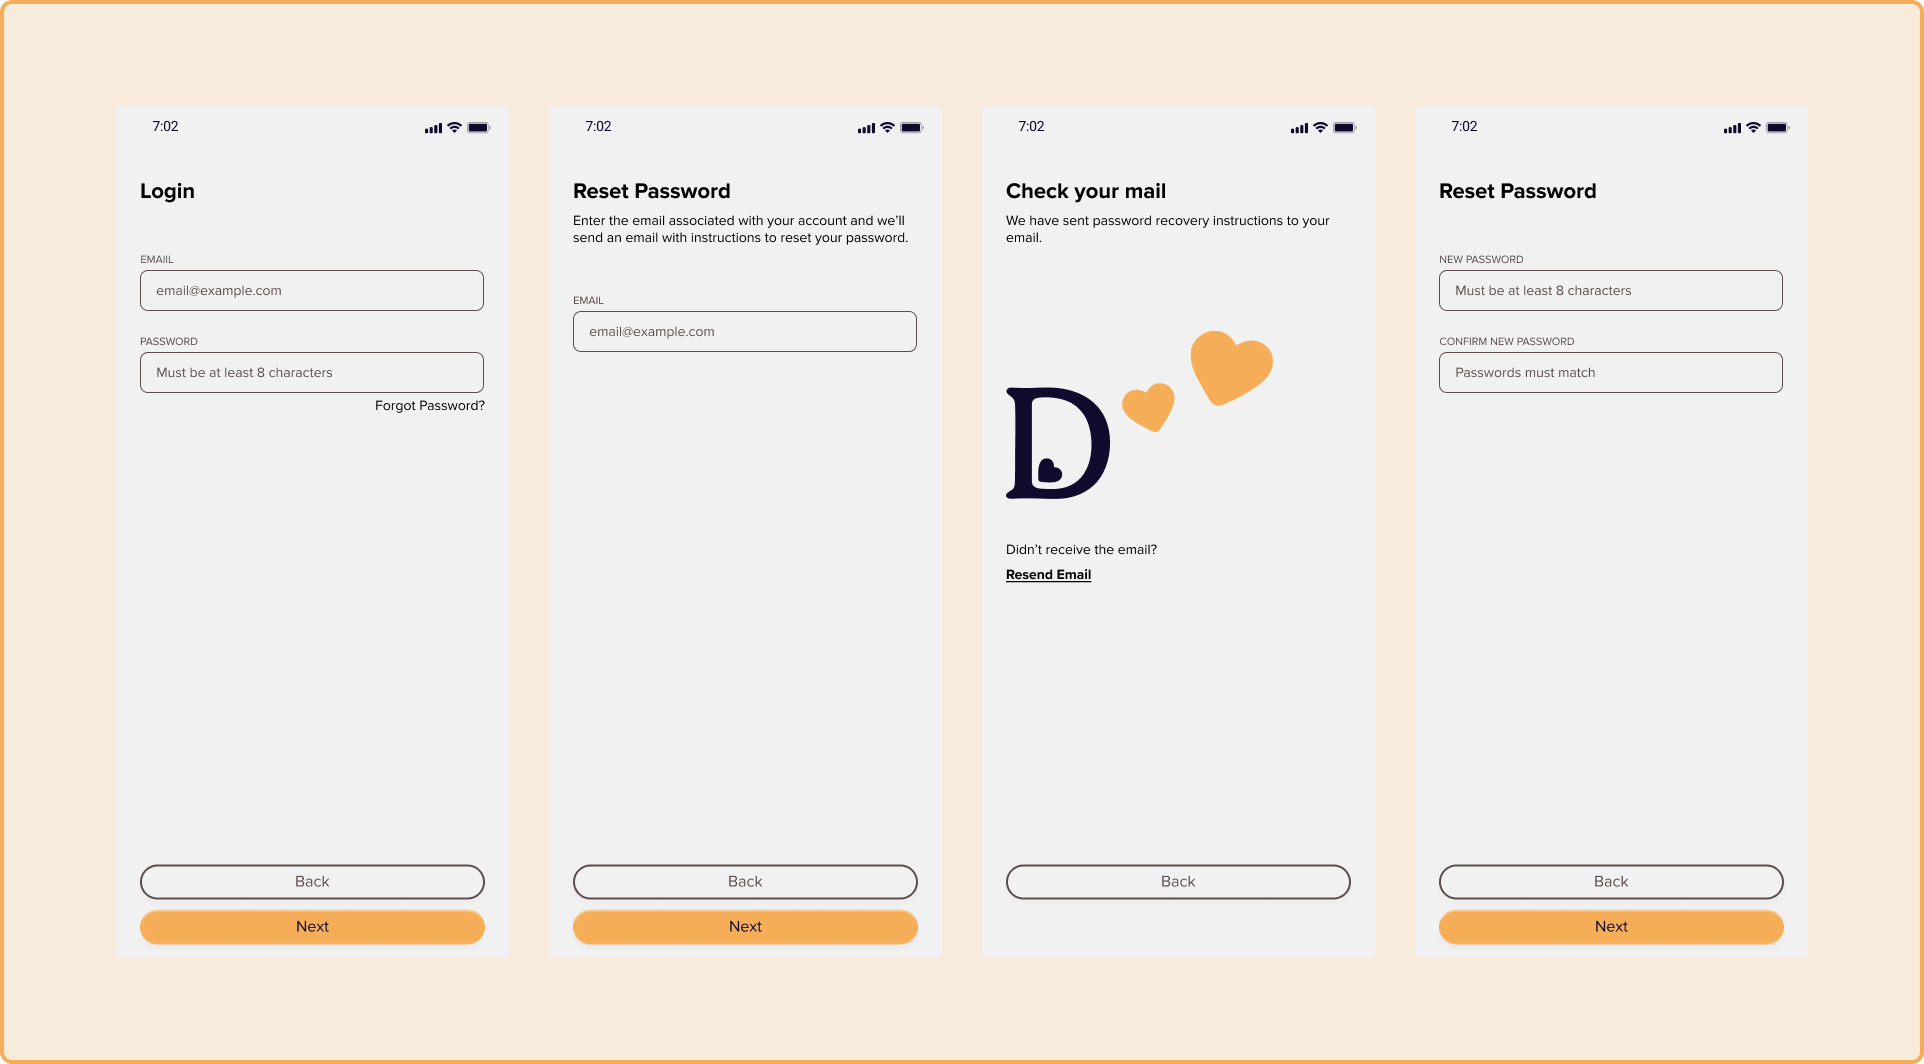 7:02
Login
EMAIIL
email@example.com
PASSWORD
Must be at least 8 characters
Forgot Password?
Back
Next
7:02
Reset Password
Enter the email associated with your account and we’ll
send an email with instructions to reset your password.
EMAIL
email@example.com
Back
Next
7:02
Check your mail
We have sent password recovery instructions to your
email.
D
Didn’t receive the email?
Resend Email
Back
7:02
Reset Password
NEW PASSWORD
Must be at least 8 characters
CONFIRM NEW PASSWORD
Passwords must match
Back
Next